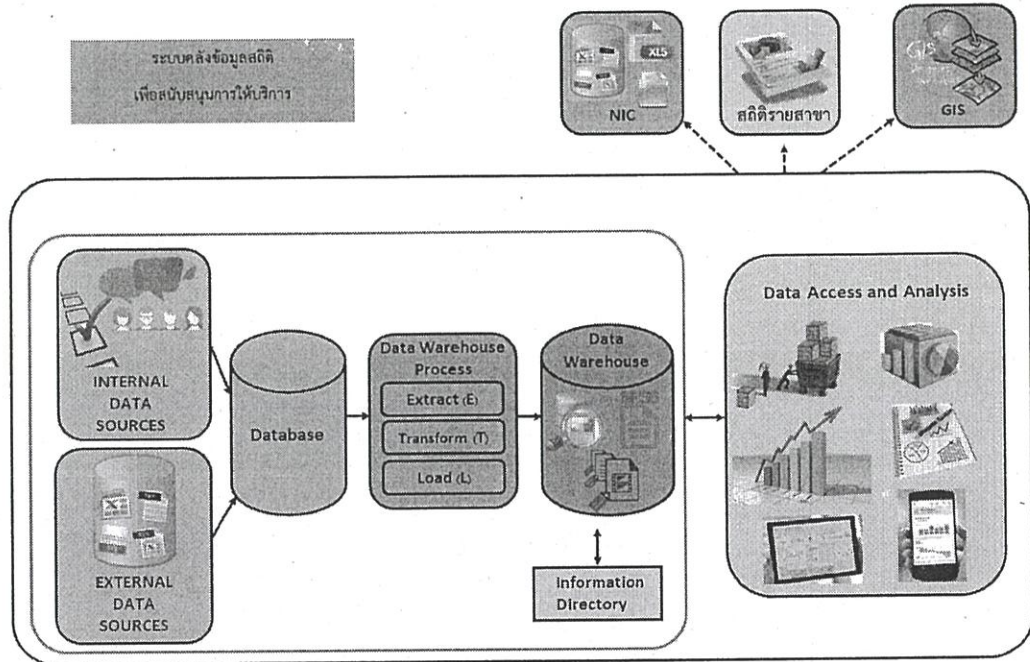 ระบบคลังข้อมูลสถิติ
เพื่อสนับสนุนการให้บริการ
XLS
NIC
สถิติรายสาขา
GIS
INTERNAL
DATA
SOURCES
EXTERNAL
DATA
SOURCES
Database
Data Warehouse
Process
Extract (E)
Transform (T)
Load (L)
Data
Warehouse
Information
Directory
Data Access and Analysis